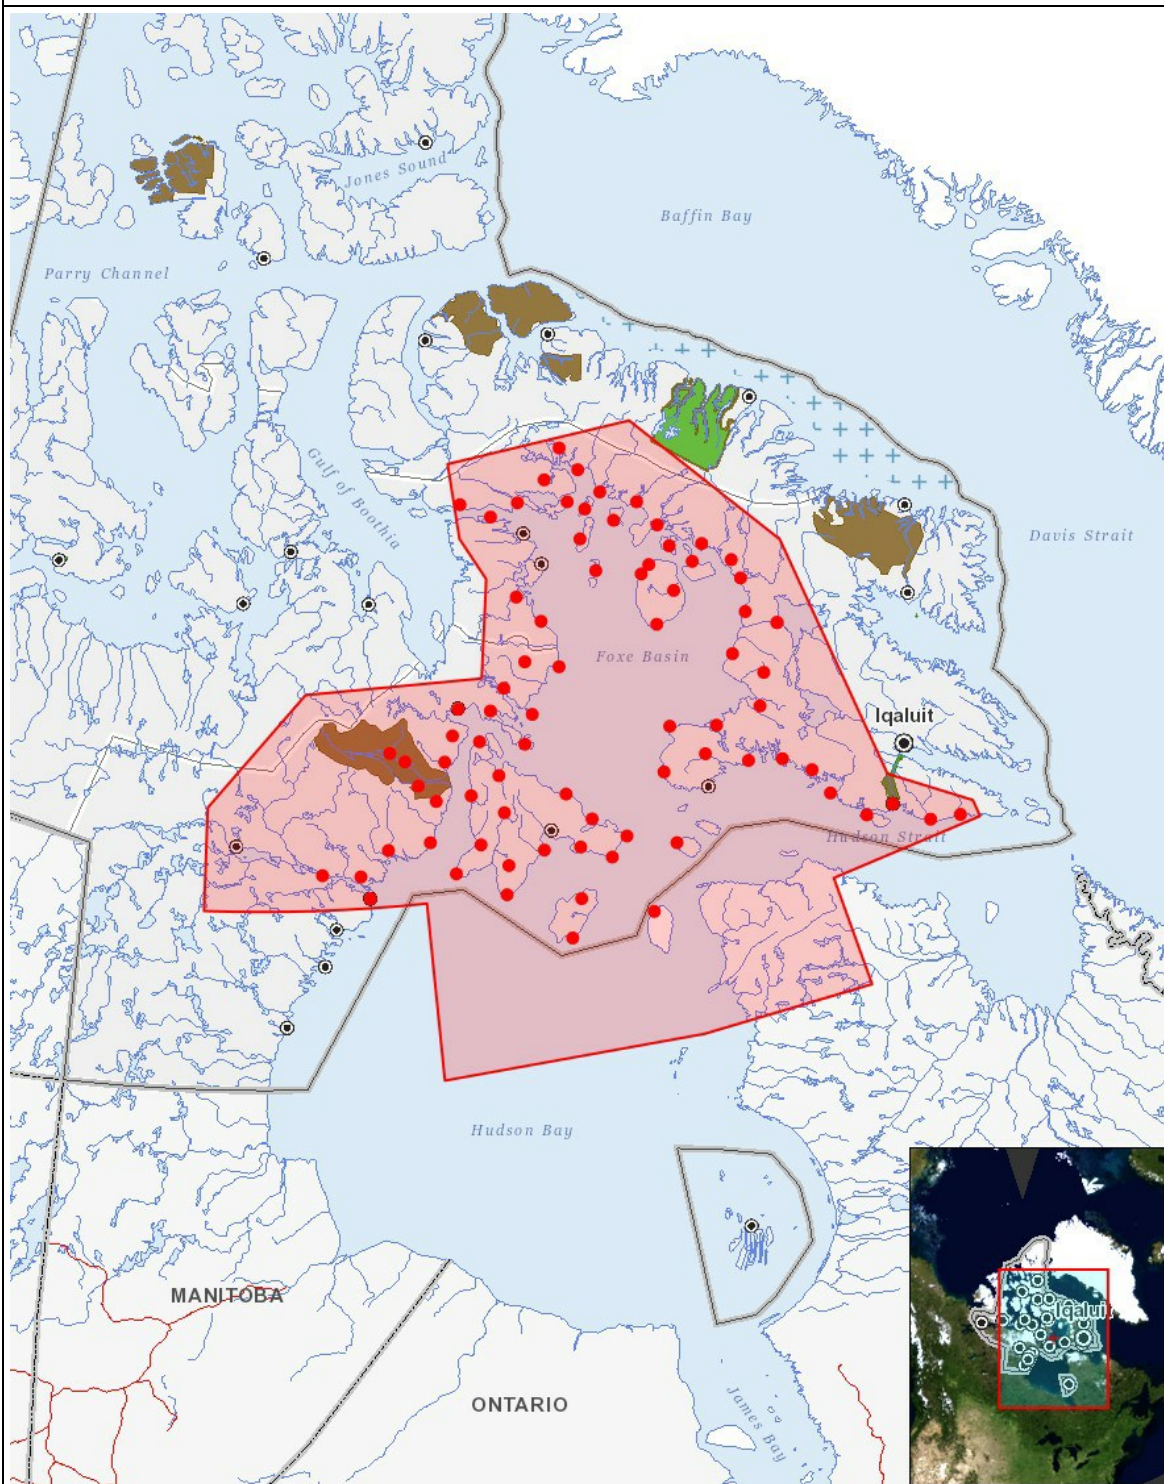 Jones Sound
Baffin Bay
Parry Channel
Gulf of Boothia
Davis Strait
Foxe Basin
Iqaluit
Hudson Strait
Hudson Bay
MANITOBA
Iqaluit
James Bay
ONTARIO